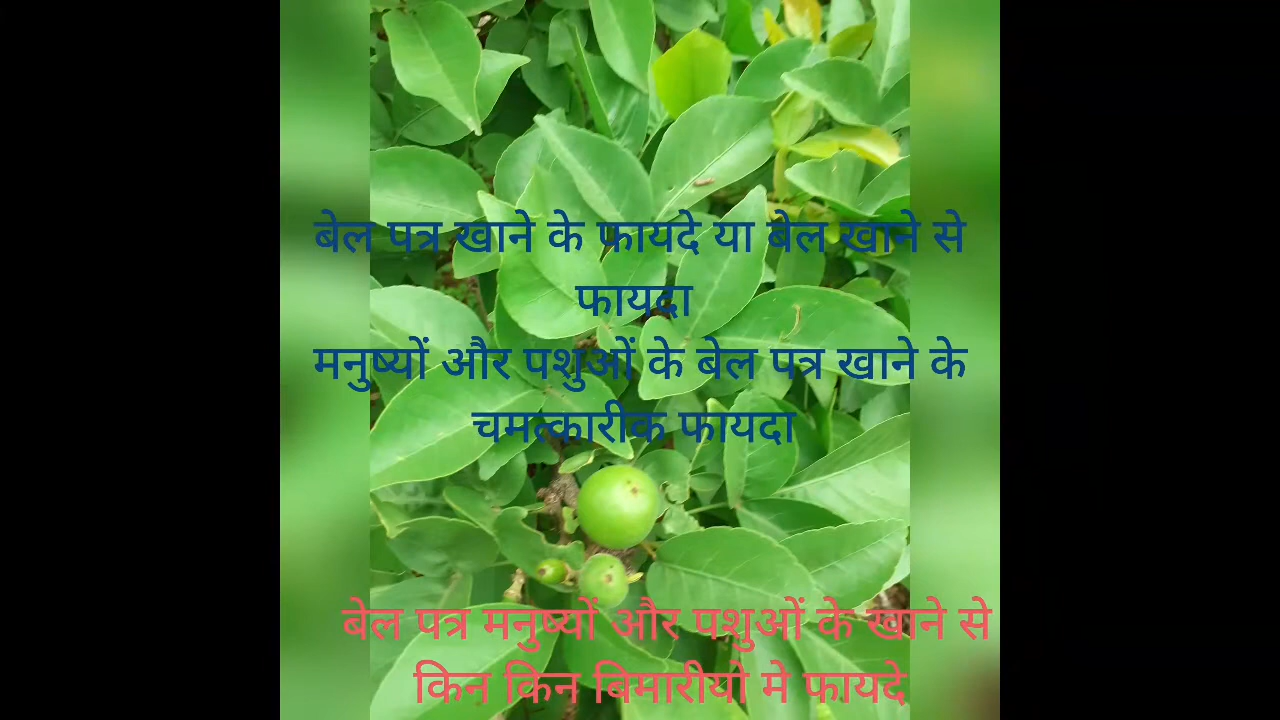 बेल पत्र खाने के फायदे या बेल खाने से
फायदा
मनुष्यों और पशुओं के बेल पत्र खाने के
चमत्कारीक फायदा
बेल पत्र मनुष्यों और पशुओं के खाने से
किन किन बिमारीयो मे फायदे